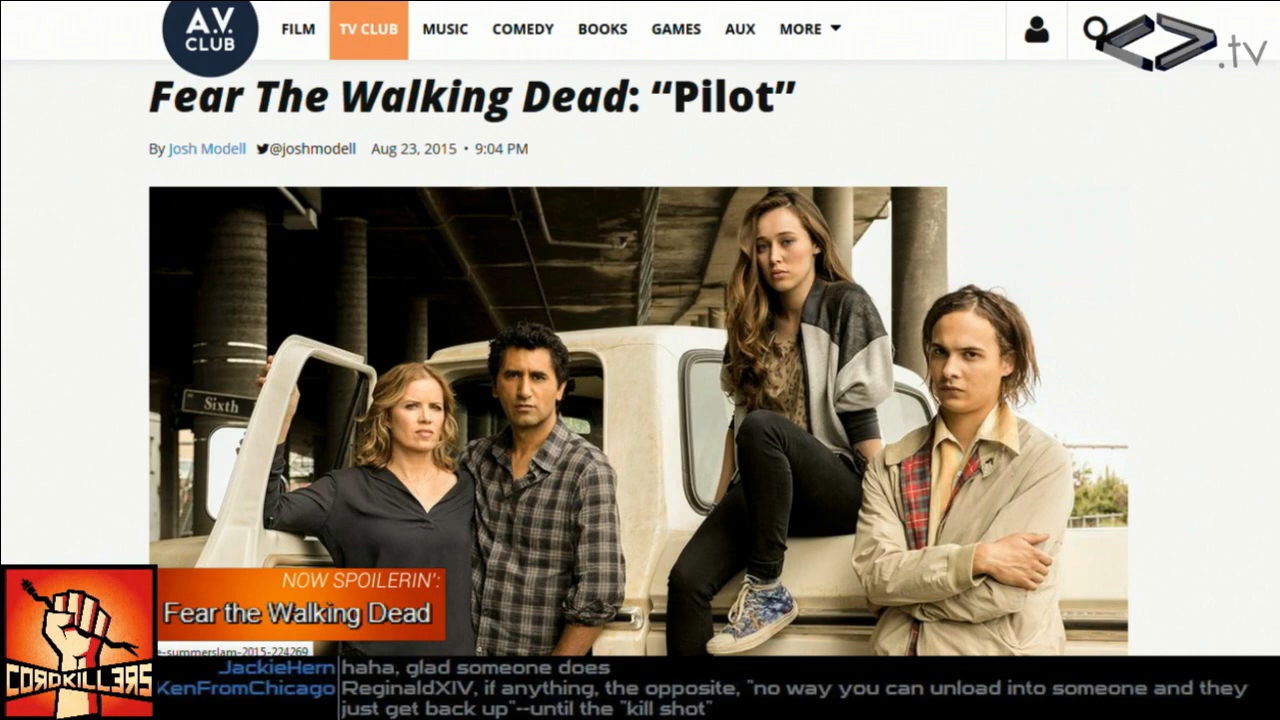 A.V.
CLUB
FILM TV CLUB MUSIC COMEDY BOOKS GAMES AUX MORE
.tv
Fear The Walking Dead: “Pilot”
By Josh Modell @joshmodell Aug 23, 2015 • 9:04 PM
Sixth
NOW SPOILERIN':
Fear the Walking Dead
e-summerslam-2015-224269
CORDKILLERS
JackieHern haha, glad someone does
KenFromChicago ReginaldXIV, if anything, the opposite, "no way you can unload into someone and they
just get back up"--until the "kill shot"